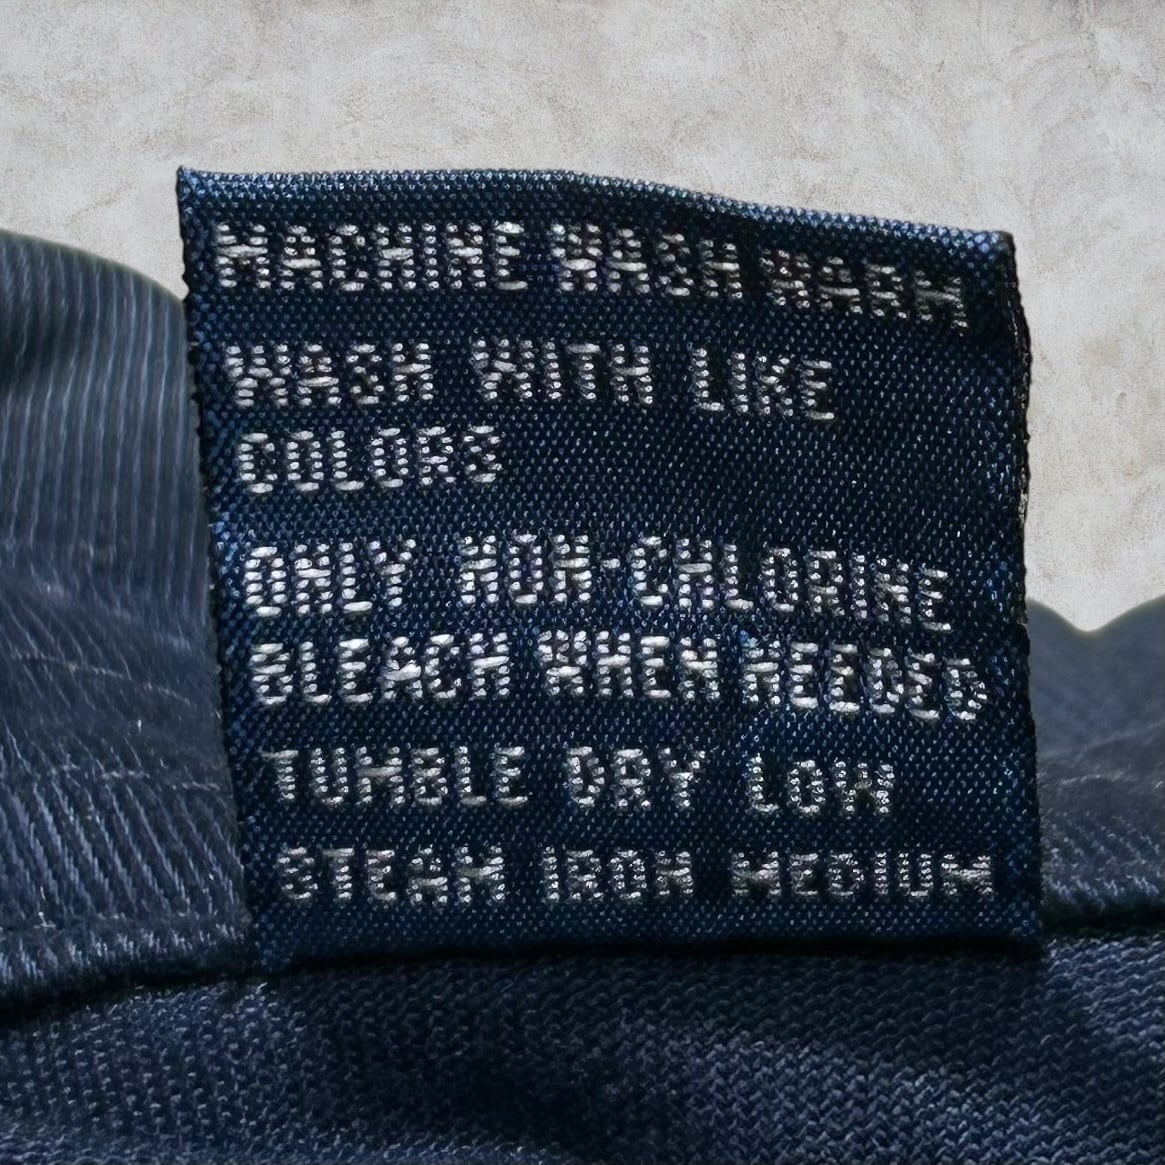 MACHINE WASH WARM
WASH WITH LIKE
COLORS
ONLY NON-CHLORINE
BLEACH WHEN NEEDED
TUMBLE DRY LOW
STEAM IRON MEDIUM